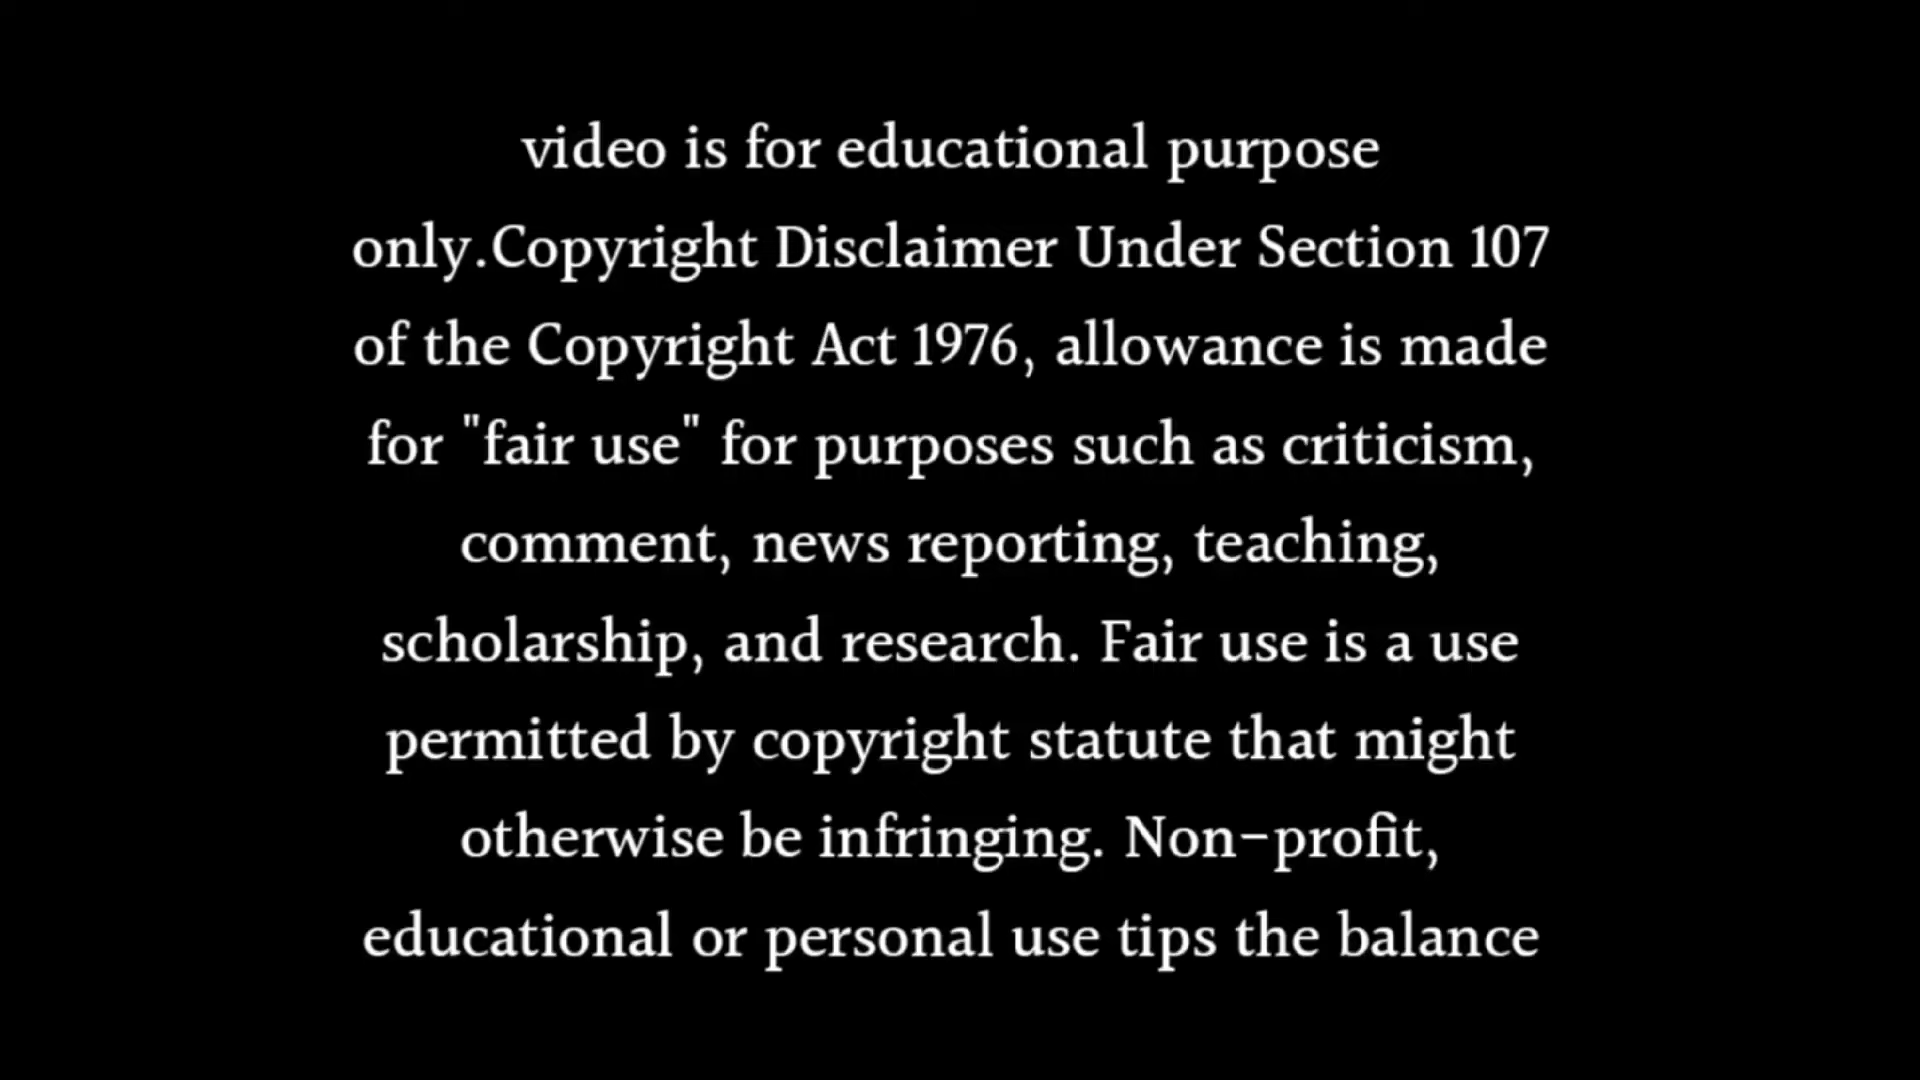 video is for educational purpose
only.Copyright Disclaimer Under Section 107
of the Copyright Act 1976, allowance is made
for "fair use" for purposes such as criticism,
comment, news reporting, teaching,
scholarship, and research. Fair use is a use
permitted by copyright statute that might
otherwise be infringing. Non-profit,
educational or personal use tips the balance